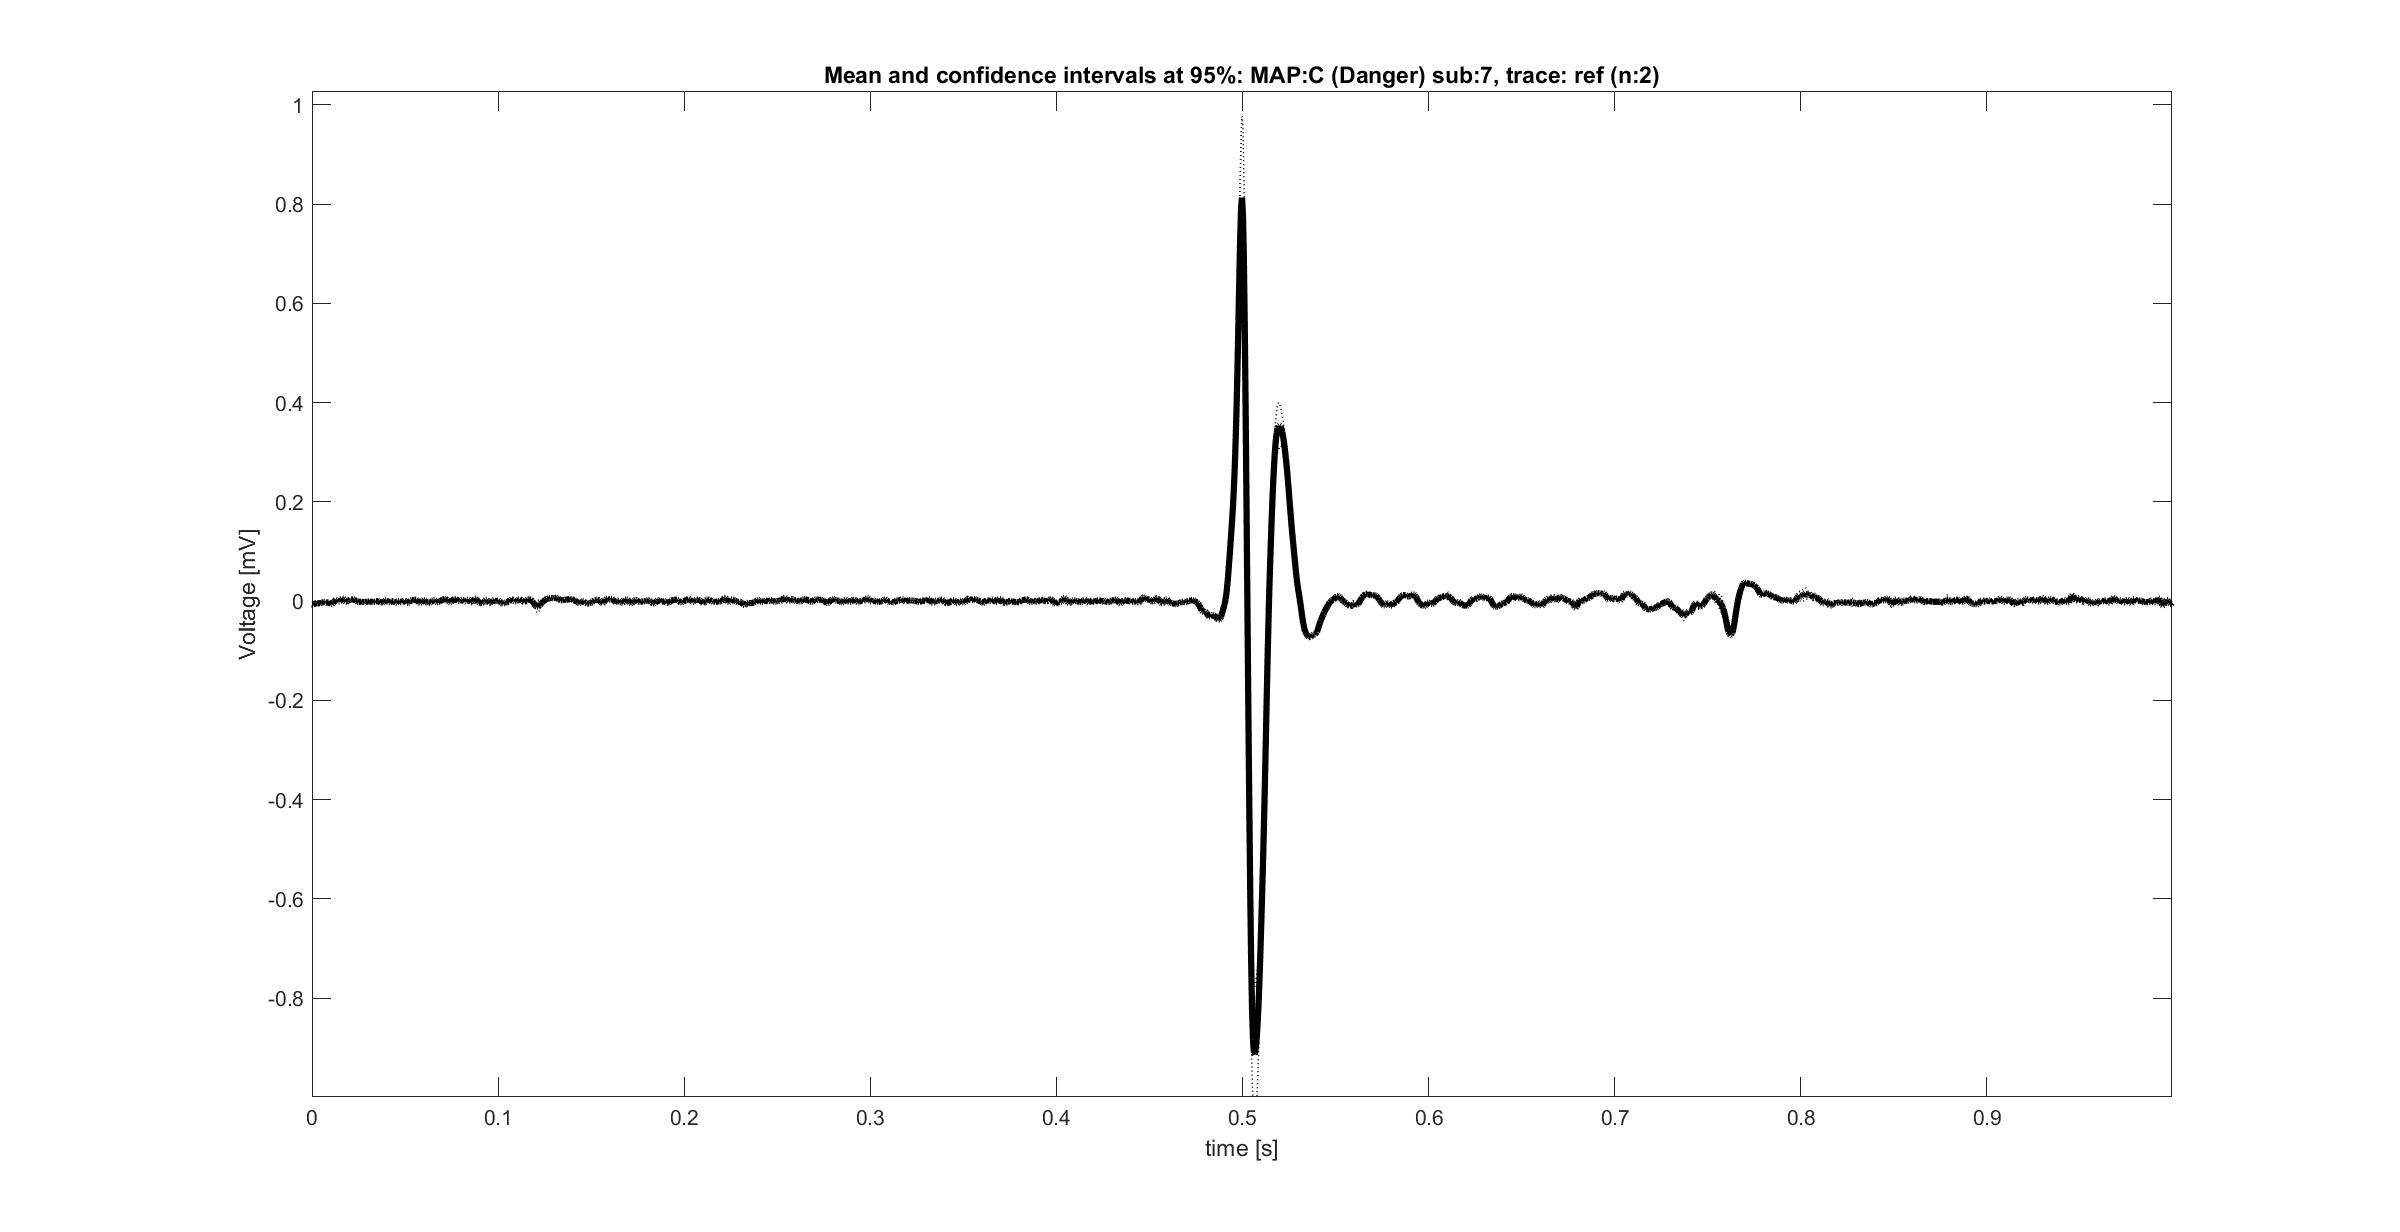 Mean and confidence intervals at 95%: MAP:C (Danger) sub:7, trace: ref (n:2)
1
0.8
0.6
0.4
0.2
0
-0.2
-0.4
-0.6
-0.8
Voltage [mV]
0 0.1 0.2 0.3 0.4 0.5 0.6 0.7 0.8 0.9
time [s]